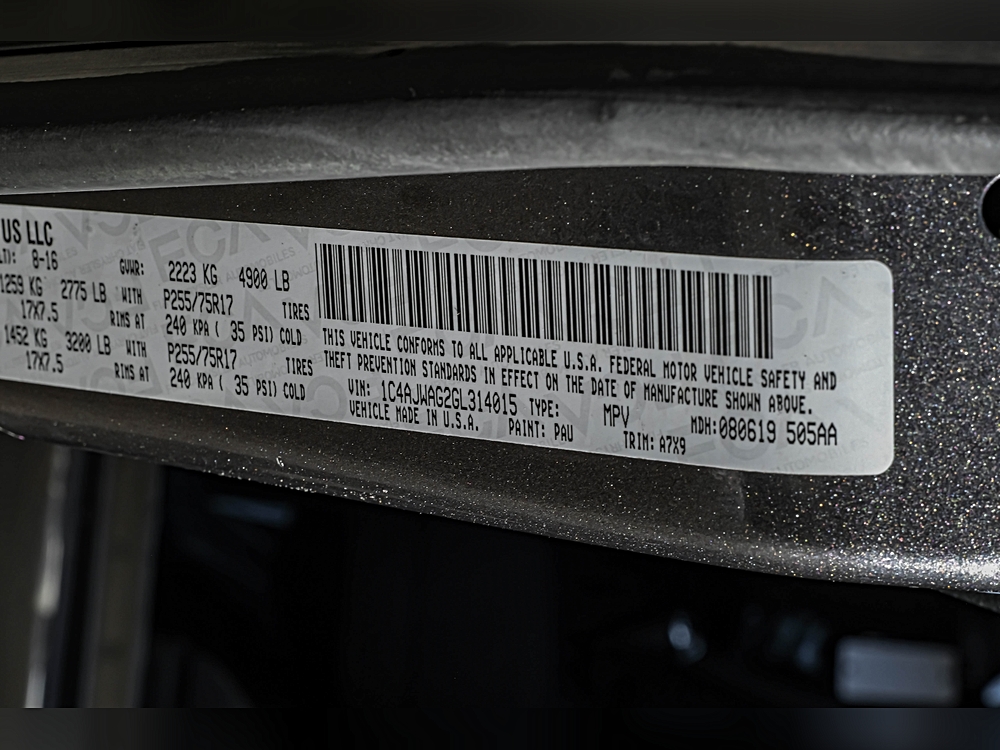 US LLC
LT): 8-16 GVWR: 2223 KG 4900 LB
1259 KG 2775 LB WITH P255/75R17 TIRES
17X7.5 RIMS AT 240 KPA ( 35 PSI) COLD
1452 KG 3200 LB WITH P255/75R17 TIRES
17X7.5 RIMS AT 240 KPA ( 35 PSI) COLD
THIS VEHICLE CONFORMS TO ALL APPLICABLE U.S.A. FEDERAL MOTOR VEHICLE SAFETY AND
THEFT PREVENTION STANDARDS IN EFFECT ON THE DATE OF MANUFACTURE SHOWN ABOVE.
VIN: 1C4AJWAG2GL314015 TYPE: MPV MDH:080619 505AA
VEHICLE MADE IN U.S.A. PAINT: PAU TRIM: A7X9